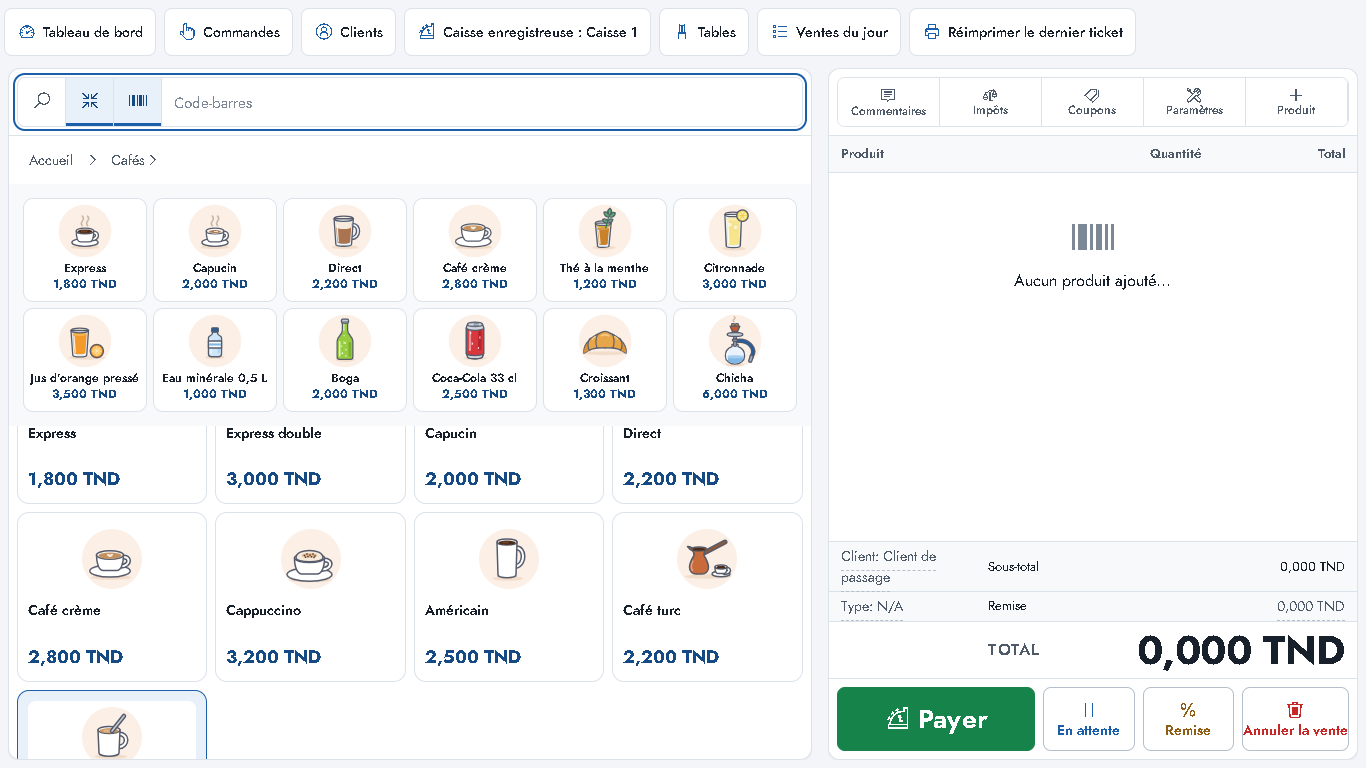 Tableau de bord
Commandes
Clients
Caisse enregistreuse : Caisse 1
Tables
Ventes du jour
Réimprimer le dernier ticket
Code-barres
Accueil
Cafés
Express
1,800 TND
Capucin
2,000 TND
Direct
2,200 TND
Café crème
2,800 TND
Thé à la menthe
1,200 TND
Citronnade
3,000 TND
Jus d'orange pressé
3,500 TND
Eau minérale 0,5 L
1,000 TND
Boga
2,000 TND
Coca-Cola 33 cl
2,500 TND
Croissant
1,300 TND
Chicha
6,000 TND
Express
1,800 TND
Express double
3,000 TND
Capucin
2,000 TND
Direct
2,200 TND
Café crème
2,800 TND
Cappuccino
3,200 TND
Américain
2,500 TND
Café turc
2,200 TND
Commentaires
Impôts
Coupons
Paramètres
Produit
Produit Quantité Total
Aucun produit ajouté...
Client: Client de
passage
Sous-total 0,000 TND
Type: N/A
Remise 0,000 TND
TOTAL 0,000 TND
Payer
En attente
% Remise
Annuler la vente